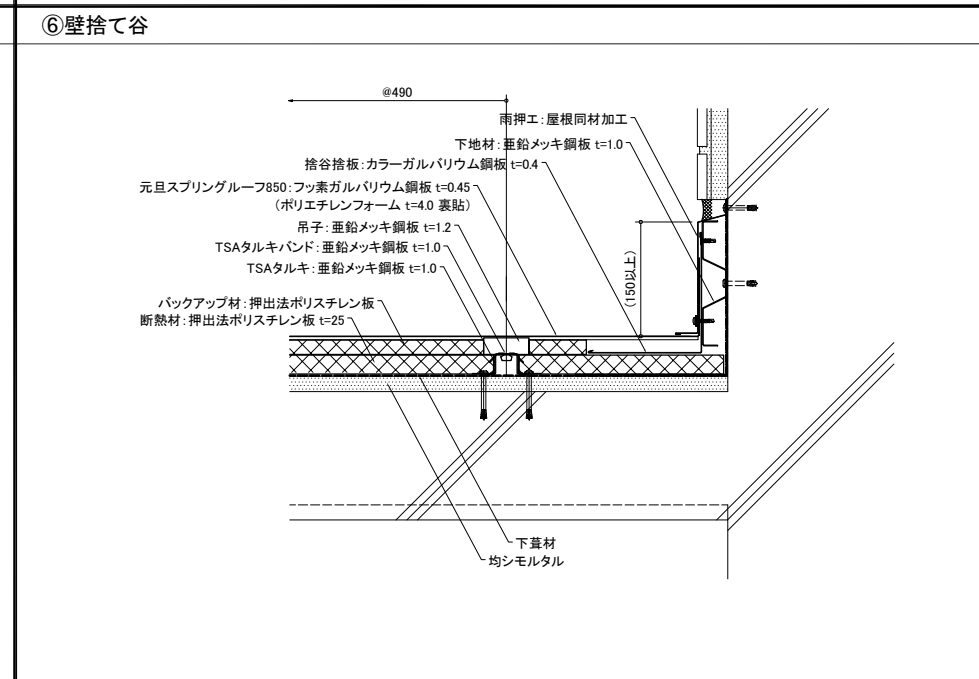 ⑥壁捨て谷
@490
雨押エ:屋根同材加工
下地材:亜鉛メッキ鋼板 t=1.0
捨谷捨板:カラーガルバリウム鋼板 t=0.4
元旦スプリングルーフ850:フッ素ガルバリウム鋼板 t=0.45
(ポリエチレンフォーム t=4.0 裏貼)
吊子:亜鉛メッキ鋼板 t=1.2
TSAタルキバンド:亜鉛メッキ鋼板 t=1.0
TSAタルキ:亜鉛メッキ鋼板 t=1.0
(150以上)
バックアップ材:押出法ポリスチレン板
断熱材:押出法ポリスチレン板 t=25
下葺材
均シモルタル